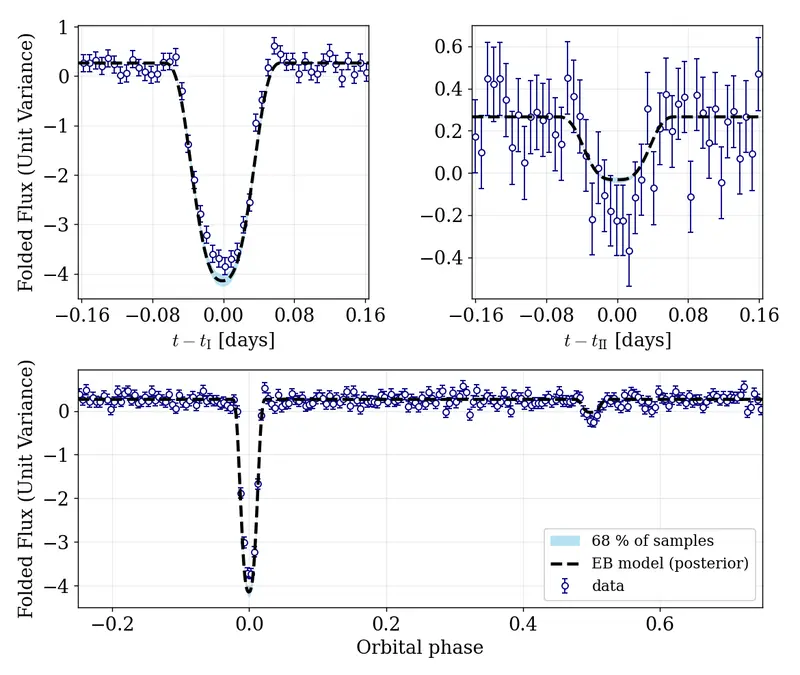 Folded Flux (Unit Variance)
1
0
−1
−2
−3
−4
−0.16 −0.08 0.00 0.08 0.16
t − tI [days]
0.6
0.4
0.2
0.0
−0.2
−0.4
−0.16 −0.08 0.00 0.08 0.16
t − tII [days]
Folded Flux (Unit Variance)
0
−1
−2
−3
−4
−0.2 0.0 0.2 0.4 0.6
Orbital phase
68 % of samples
EB model (posterior)
data